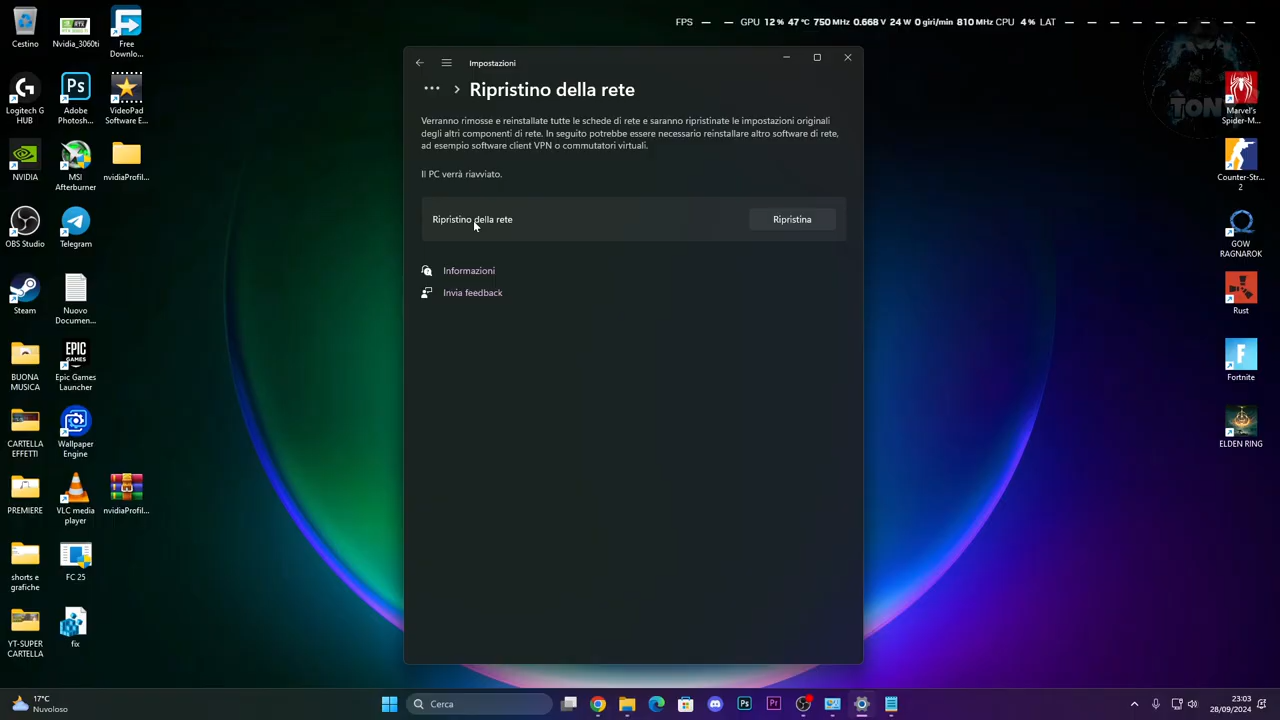 FPS — — GPU 12 % 47 °C 750 MHz 0.668 V 24 W 0 giri/min 810 MHz CPU 4 % LAT — — — — — — —
Cestino
Nvidia_3060ti
Free Downlo...
Logitech G HUB
Adobe Photosh...
VideoPad Software E...
NVIDIA
MSI Afterburner
nvidiaProfil...
OBS Studio
Telegram
Steam
Nuovo Documen...
BUONA MUSICA
Epic Games Launcher
CARTELLA EFFETTI
Wallpaper Engine
PREMIERE
VLC media player
nvidiaProfil...
shorts e grafiche
FC 25
YT-SUPER CARTELLA
fix
Impostazioni
... > Ripristino della rete
Verranno rimosse e reinstallate tutte le schede di rete e saranno ripristinate le impostazioni originali
degli altri componenti di rete. In seguito potrebbe essere necessario reinstallare altro software di rete,
ad esempio software client VPN o commutatori virtuali.
Il PC verrà riavviato.
Ripristino della rete
Ripristina
Informazioni
Invia feedback
Marvel's Spider-M...
Counter-Str... 2
GOW RAGNAROK
Rust
Fortnite
ELDEN RING
17°C
Nuvoloso
Cerca
23:03
28/09/2024